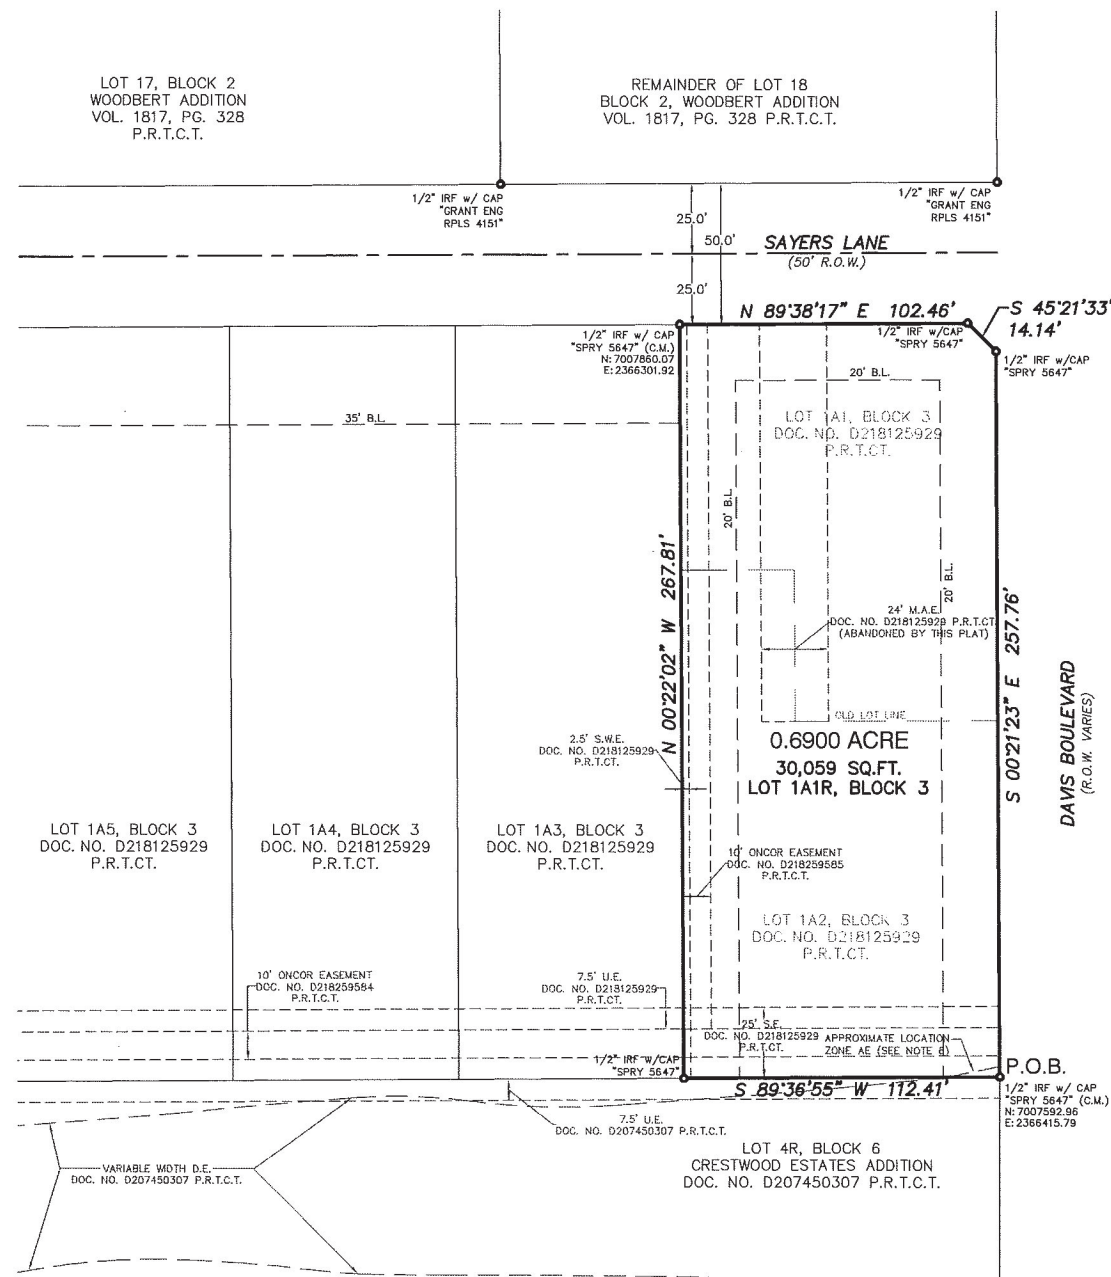 LOT 17, BLOCK 2
WOODBERT ADDITION
VOL. 1817, PG. 328
P.R.T.C.T.
REMAINDER OF LOT 18
BLOCK 2, WOODBERT ADDITION
VOL. 1817, PG. 328 P.R.T.C.T.
1/2" IRF w/ CAP
"GRANT ENG
RPLS 4151"
1/2" IRF w/ CAP
"GRANT ENG
RPLS 4151"
25.0'
50.0'
SAYERS LANE
(50' R.O.W.)
25.0'
N 89°38'17" E 102.46'
S 45°21'33"
14.14'
1/2" IRF w/ CAP
"SPRY 5647" (C.M.)
N: 7007860.07
E: 2366301.92
1/2" IRF w/CAP
"SPRY 5647"
1/2" IRF w/CAP
"SPRY 5647"
20' B.L.
35' B.L.
LOT 1A1, BLOCK 3
DOC. NO. D218125929
P.R.T.CT.
20' B.L.
N 00°22'02" W 267.81'
20' B.L.
24' M.A.E.
DOC. NO. D218125929 P.R.T.CT.
(ABANDONED BY THIS PLAT)
S 00°21'23" E 257.76'
DAVIS BOULEVARD
(R.O.W. VARIES)
OLD LOT LINE
0.6900 ACRE
30,059 SQ.FT.
LOT 1A1R, BLOCK 3
2.5' S.W.E.
DOC. NO. D218125929
P.R.T.CT.
LOT 1A5, BLOCK 3
DOC. NO. D218125929
P.R.T.CT.
LOT 1A4, BLOCK 3
DOC. NO. D218125929
P.R.T.CT.
LOT 1A3, BLOCK 3
DOC. NO. D218125929
P.R.T.CT.
10' ONCOR EASEMENT
DOC. NO. D218259585
P.R.T.C.T.
LOT 1A2, BLOCK 3
DOC. NO. D218125929
P.R.T.CT.
10' ONCOR EASEMENT
DOC. NO. D218259584
P.R.T.C.T.
7.5' U.E.
DOC. NO. D218125929
P.R.T.CT.
25' S.E.
DOC. NO. D218125929
P.R.T.CT.
APPROXIMATE LOCATION
ZONE AE (SEE NOTE 6)
1/2" IRF w/CAP
"SPRY 5647"
P.O.B.
S 89°36'55" W 112.41'
1/2" IRF w/ CAP
"SPRY 5647" (C.M.)
N: 7007592.96
E: 2366415.79
7.5' U.E.
DOC. NO. D207450307 P.R.T.C.T.
VARIABLE WIDTH D.E.
DOC. NO. D207450307 P.R.T.C.T.
LOT 4R, BLOCK 6
CRESTWOOD ESTATES ADDITION
DOC. NO. D207450307 P.R.T.C.T.